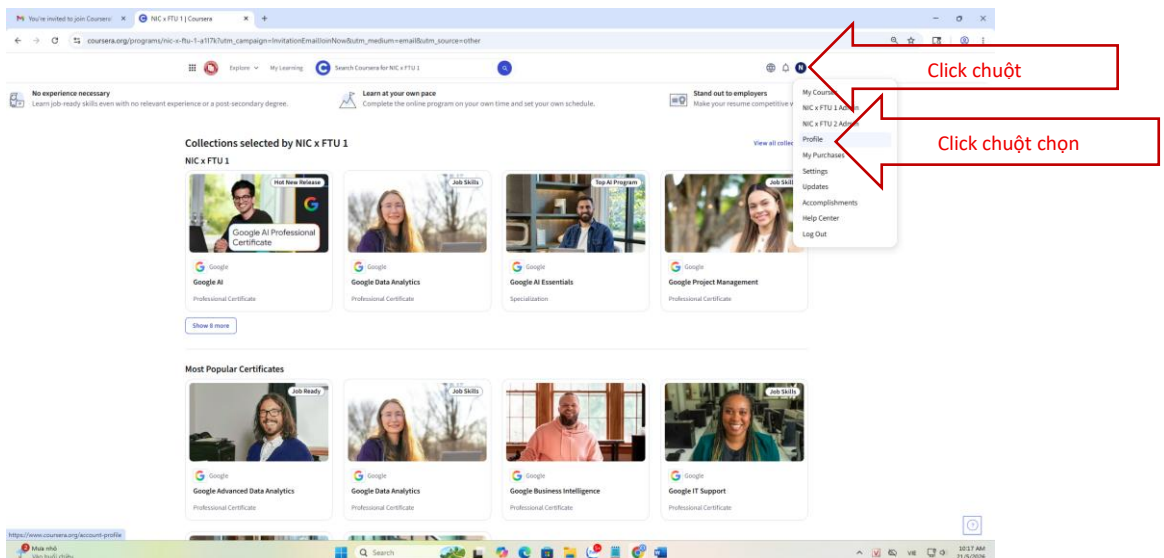 You're invited to join Coursera!
NIC x FTU 1 | Coursera
coursera.org/programs/nic-x-ftu-1-a1l7k?utm_campaign=InvitationEmailJoinNow&utm_medium=email&utm_source=other
Explore
My Learning
Search Coursera for NIC x FTU 1
N
Click chuột
No experience necessary
Learn job-ready skills even with no relevant experience or a post-secondary degree.
Learn at your own pace
Complete the online program on your own time and set your own schedule.
Stand out to employers
Make your resume competitive
My Courses
NIC x FTU 1 Admin
NIC x FTU 2 Admin
Profile
My Purchases
Settings
Updates
Accomplishments
Help Center
Log Out
Click chuột chọn
Collections selected by NIC x FTU 1
View all collec
NIC x FTU 1
Hot New Release
Google AI Professional
Certificate
Job Skills
Top AI Program
Job Skills
Google
Google AI
Professional Certificate
Google
Google Data Analytics
Professional Certificate
Google
Google AI Essentials
Specialization
Google
Google Project Management
Professional Certificate
Show 8 more
Most Popular Certificates
Job Ready
Job Skills
Job Skills
Google
Google Advanced Data Analytics
Professional Certificate
Google
Google Data Analytics
Professional Certificate
Google
Google Business Intelligence
Professional Certificate
Google
Google IT Support
Professional Certificate
https://www.coursera.org/account-profile
Mưa nhỏ
Vào buổi chiều
Search
VIE
10:17 AM
21/5/2026